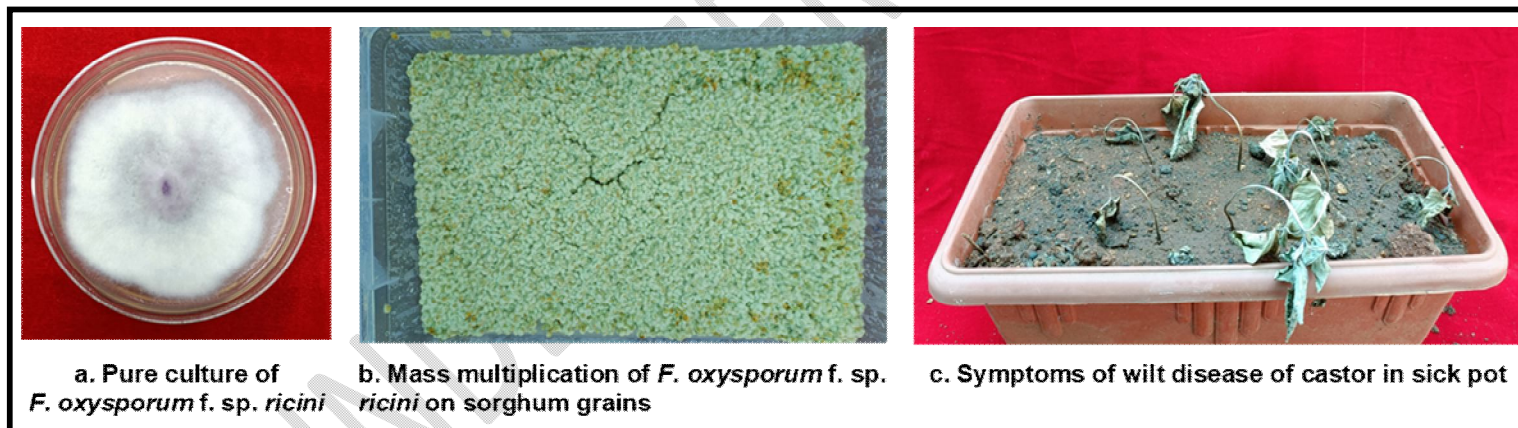 a. Pure culture of
F. oxysporum f. sp. ricini
b. Mass multiplication of F. oxysporum f. sp.
ricini on sorghum grains
c. Symptoms of wilt disease of castor in sick pot